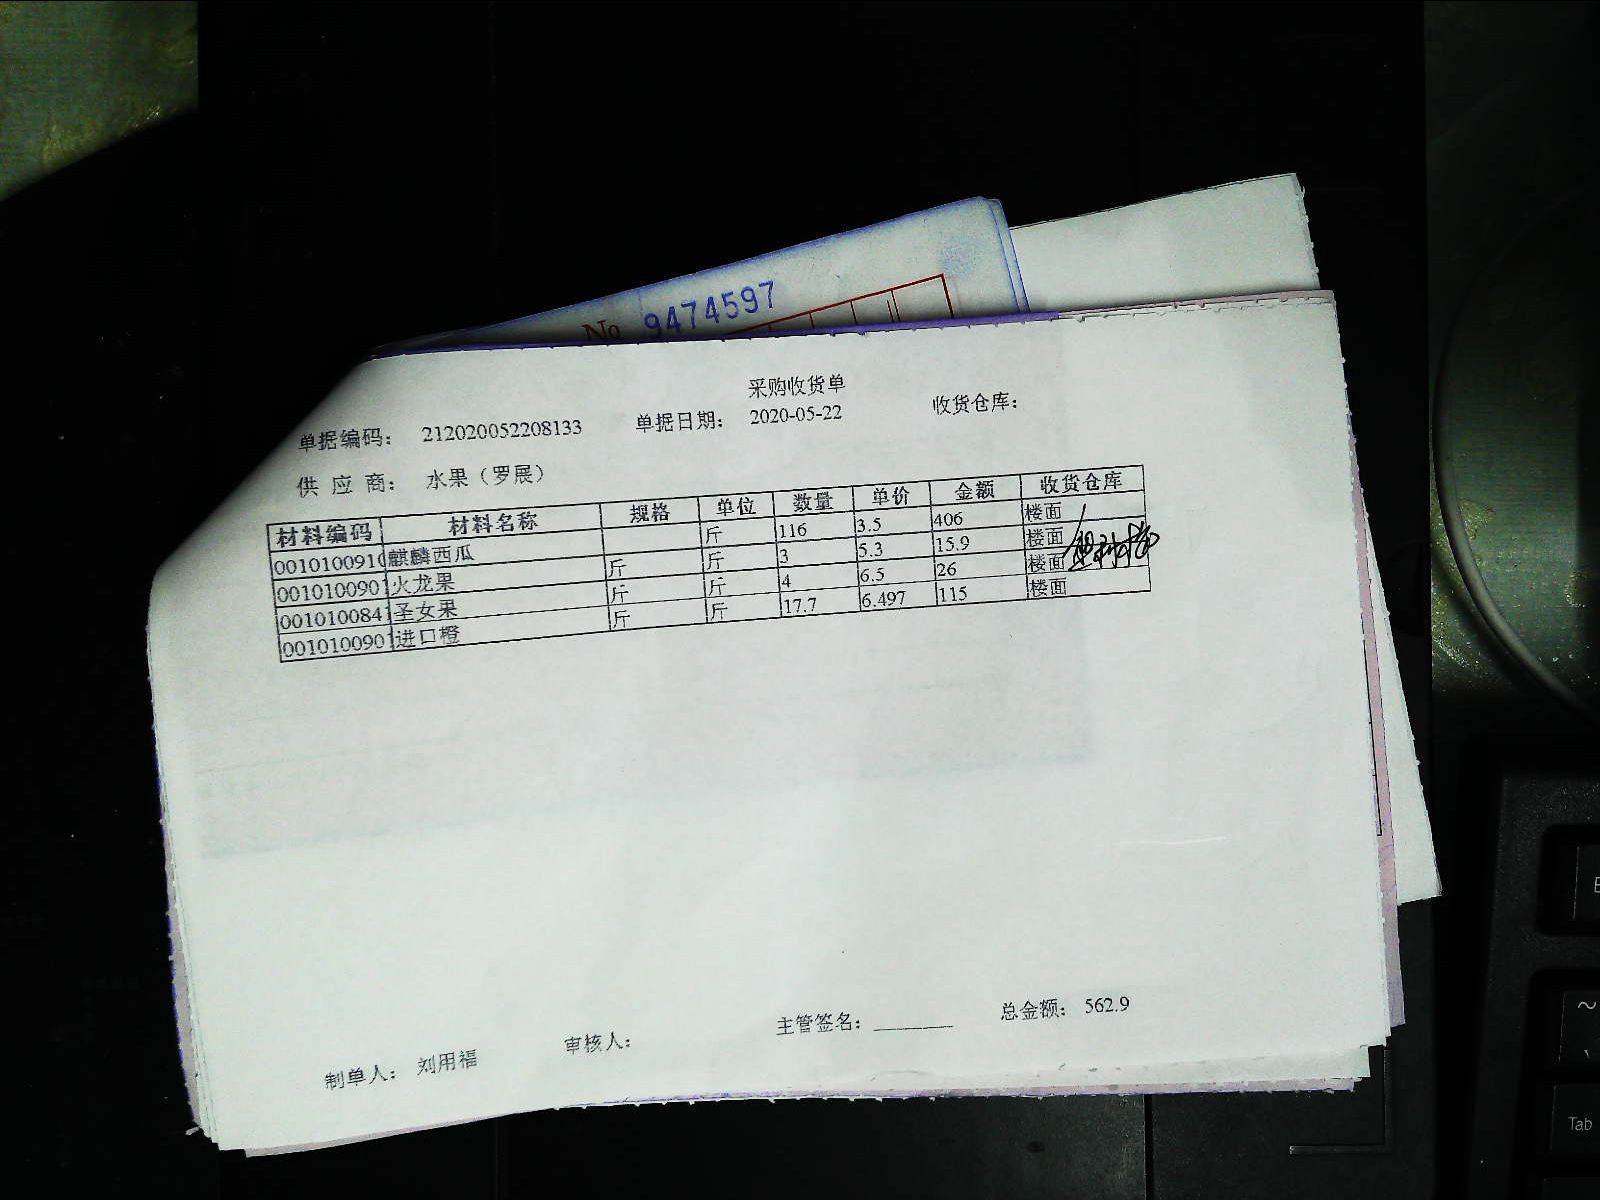 No 9474597
采购收货单
单据编码： 212020052208133 单据日期： 2020-05-22 收货仓库：
供 应 商： 水果（罗展）
材料编码 材料名称 规格 单位 数量 单价 金额 收货仓库
001010091 麒麟西瓜 斤 116 3.5 406 楼面
0010100901 火龙果 斤 斤 3 5.3 15.9 楼面
001010084 圣女果 斤 斤 4 6.5 26 楼面
0010100901 进口橙 斤 斤 17.7 6.497 115 楼面
制单人： 刘用福 审核人： 主管签名： 总金额： 562.9
Tab